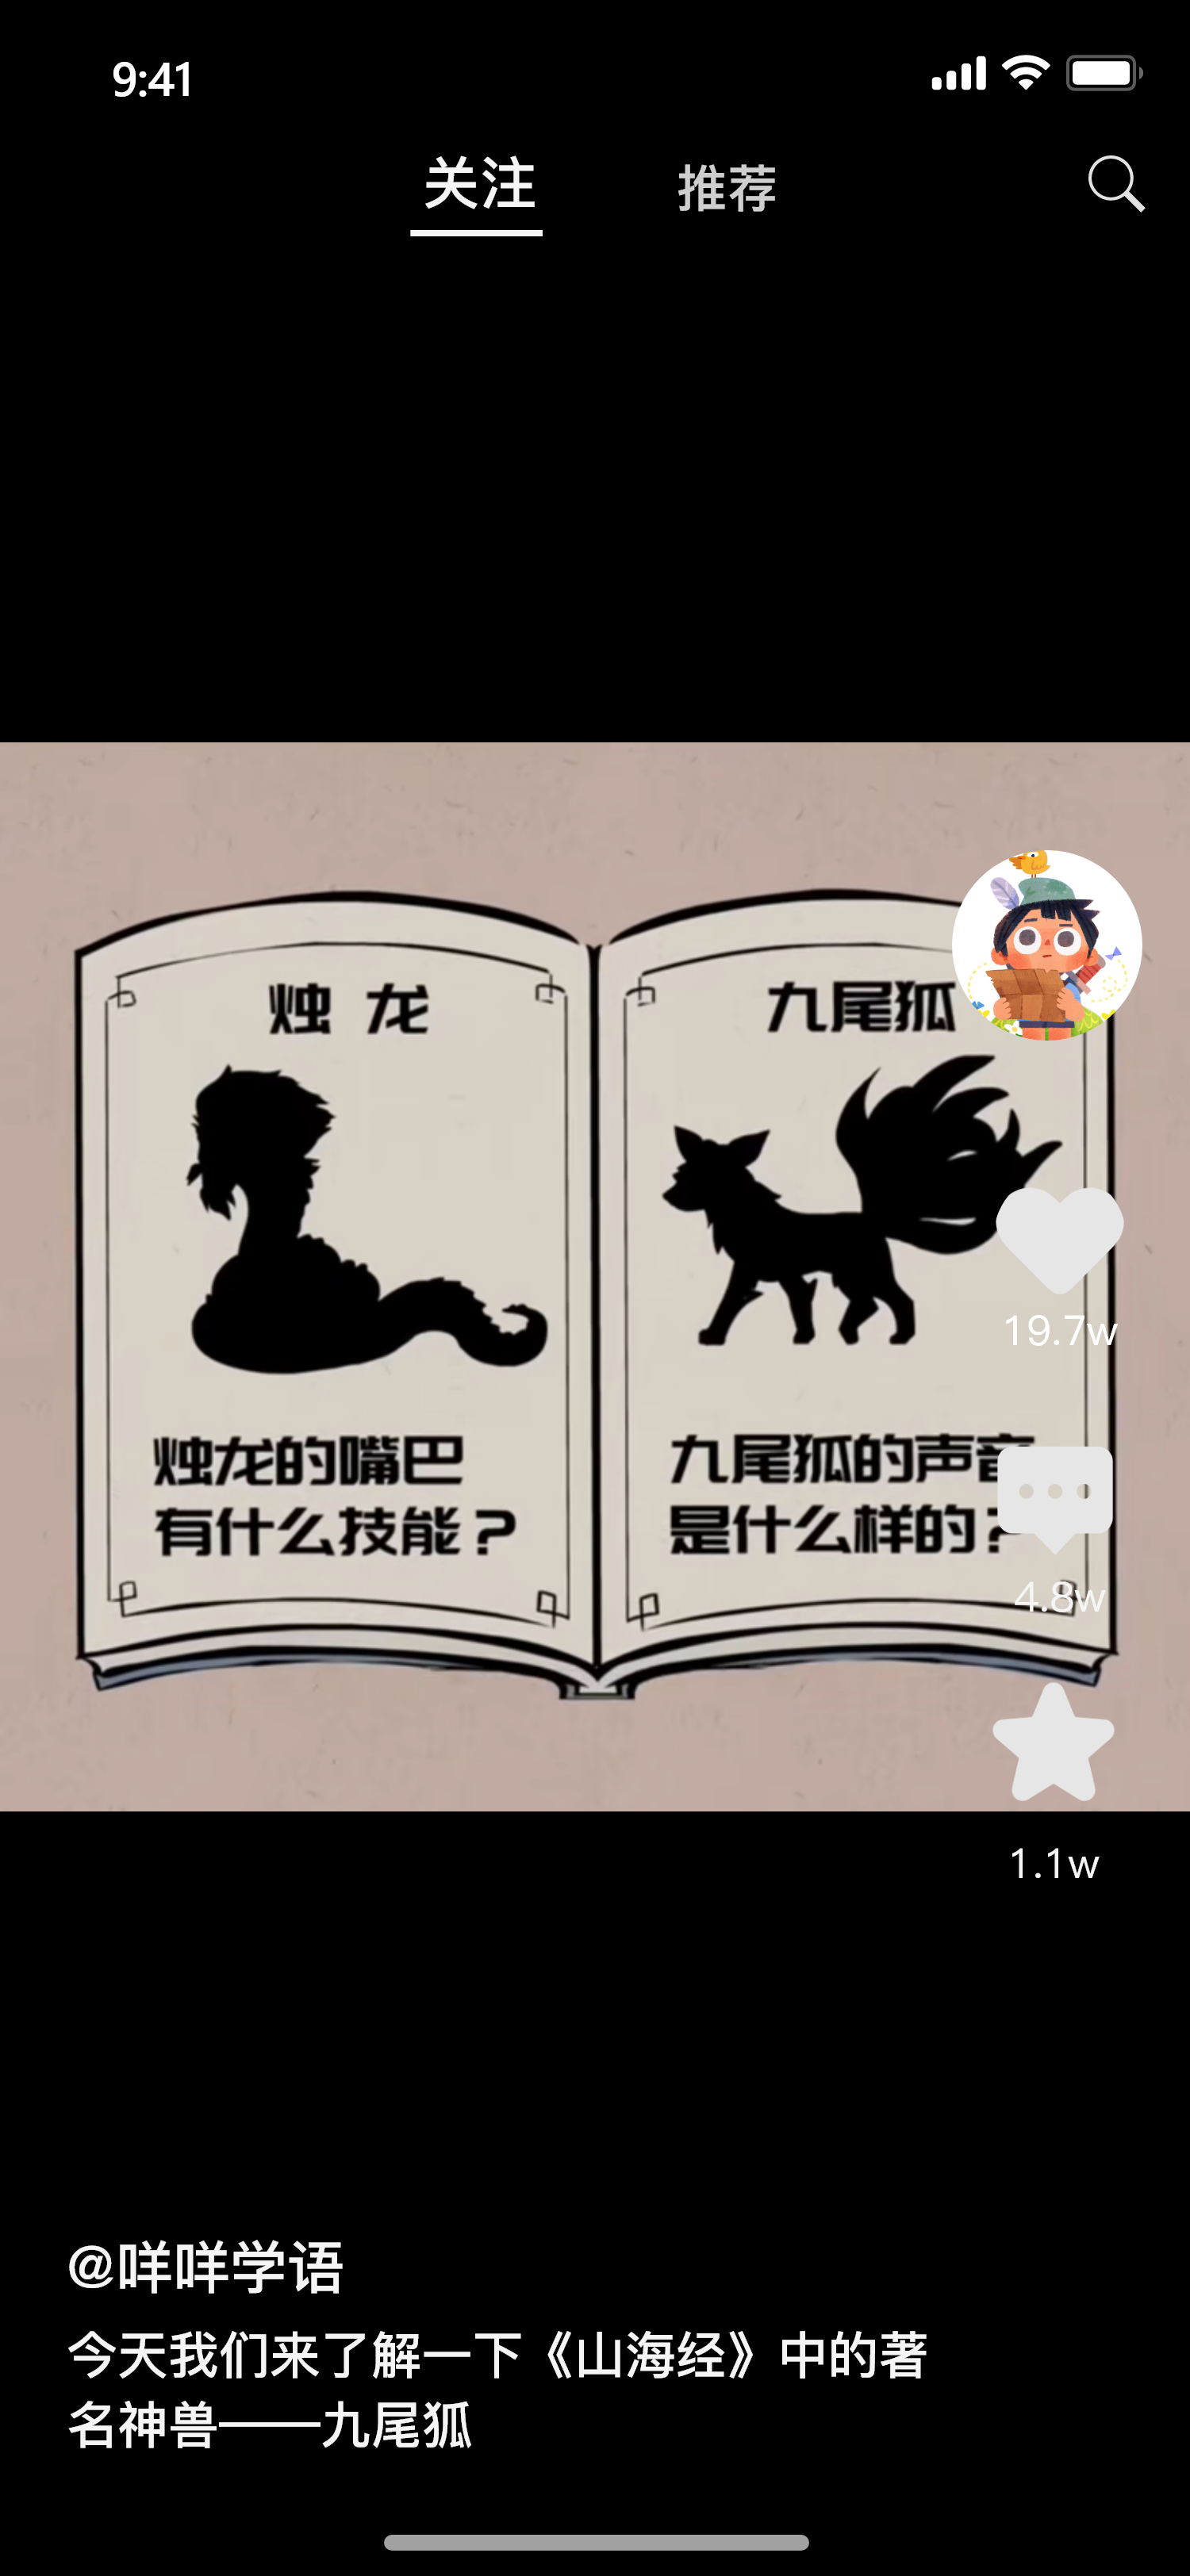 9:41
关注 推荐
烛 龙
九尾狐
烛龙的嘴巴
有什么技能？
九尾狐的声音
是什么样的？
19.7w
4.8w
1.1w
@咩咩学语
今天我们来了解一下《山海经》中的著
名神兽——九尾狐